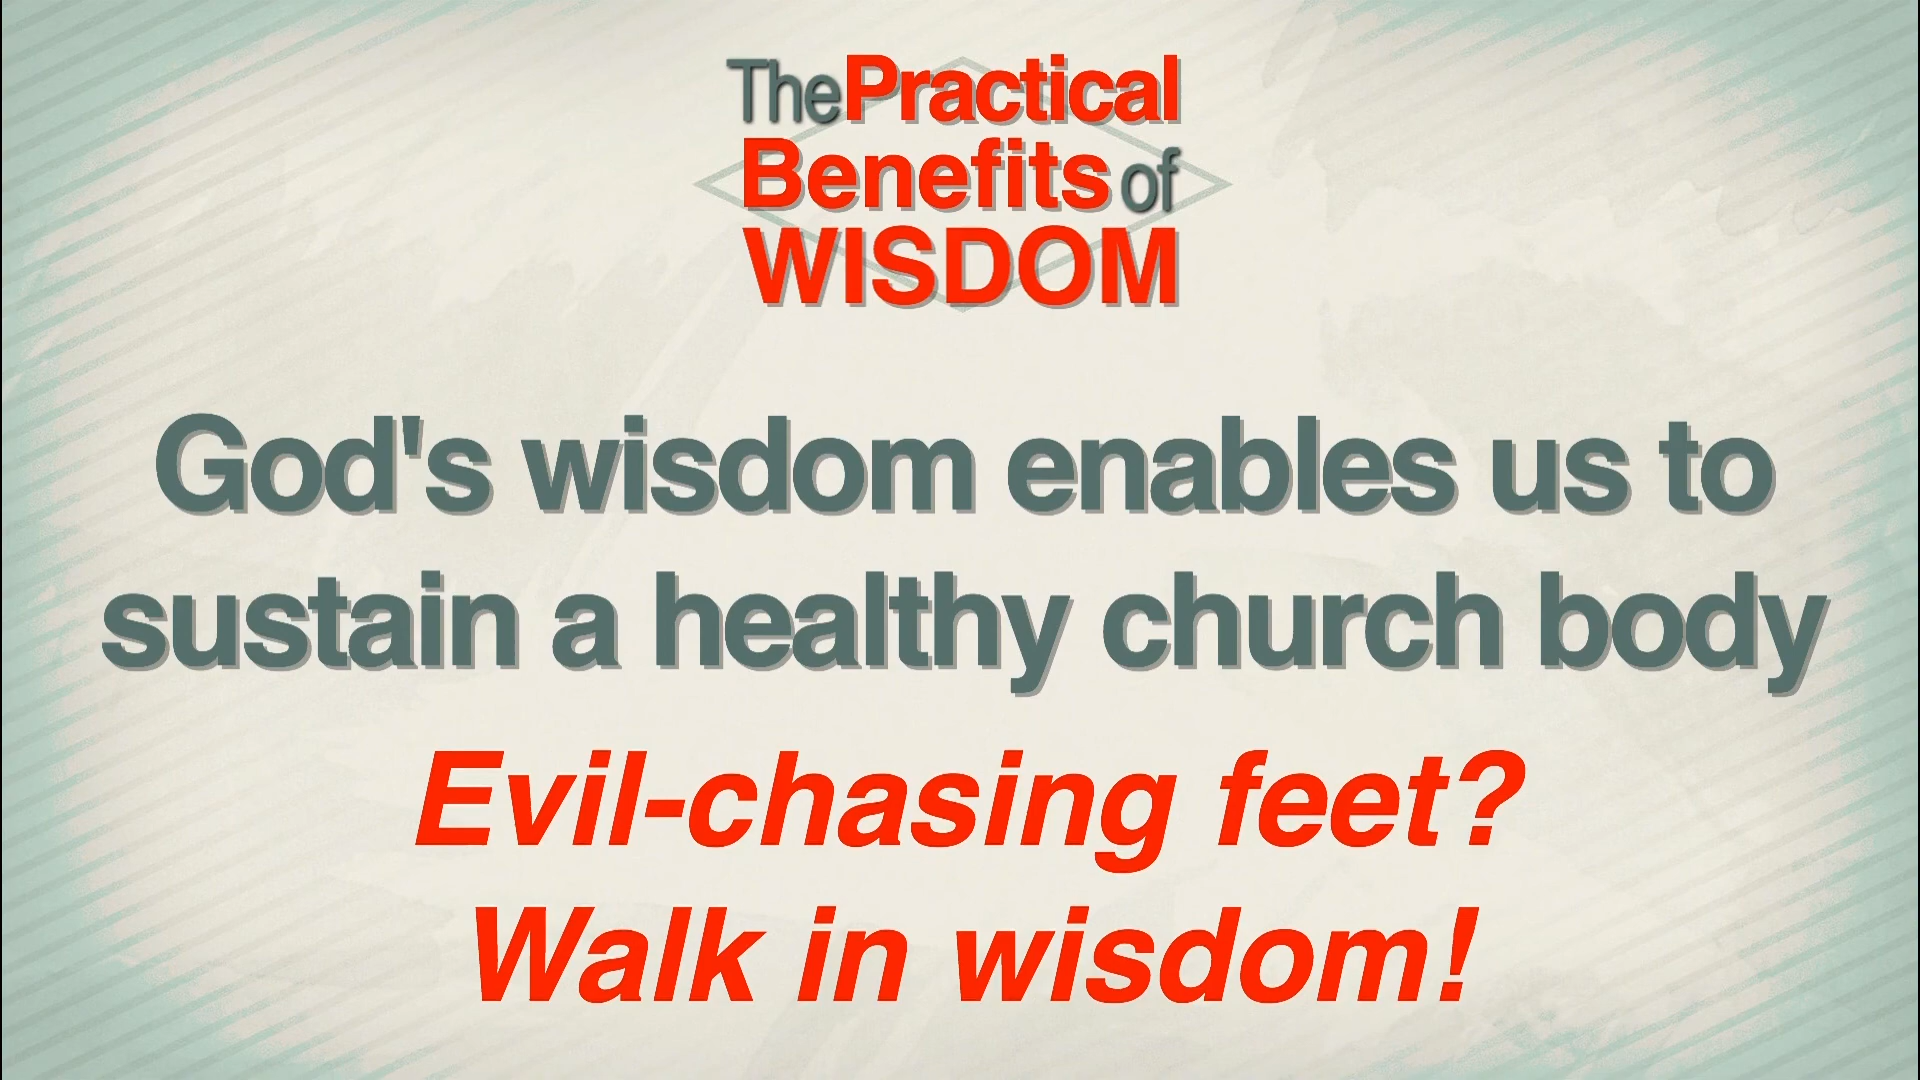 The Practical
Benefits of
WISDOM
God's wisdom enables us to
sustain a healthy church body
Evil-chasing feet?
Walk in wisdom!